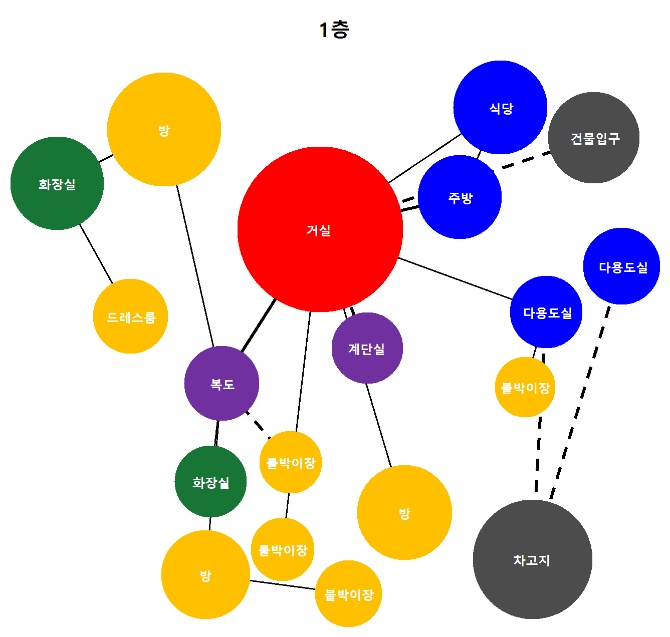 1층
식당
건물입구
방
화장실
주방
거실
다용도실
다용도실
드레스룸
계단실
복도
붙박이장
붙박이장
화장실
방
붙박이장
차고지
방
붙박이장